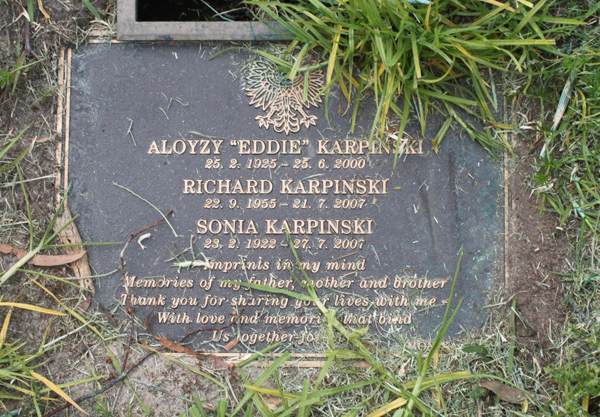 ALOYZY "EDDIE" KARPINSKI
25. 2. 1925 - 25. 6. 2000
RICHARD KARPINSKI
22. 9. 1955 - 21. 7. 2007
SONIA KARPINSKI
23. 2. 1922 - 27. 7. 2007
Imprints in my mind
Memories of my father, mother and brother
Thank you for sharing your lives with me
With love and memories that bind
Us together